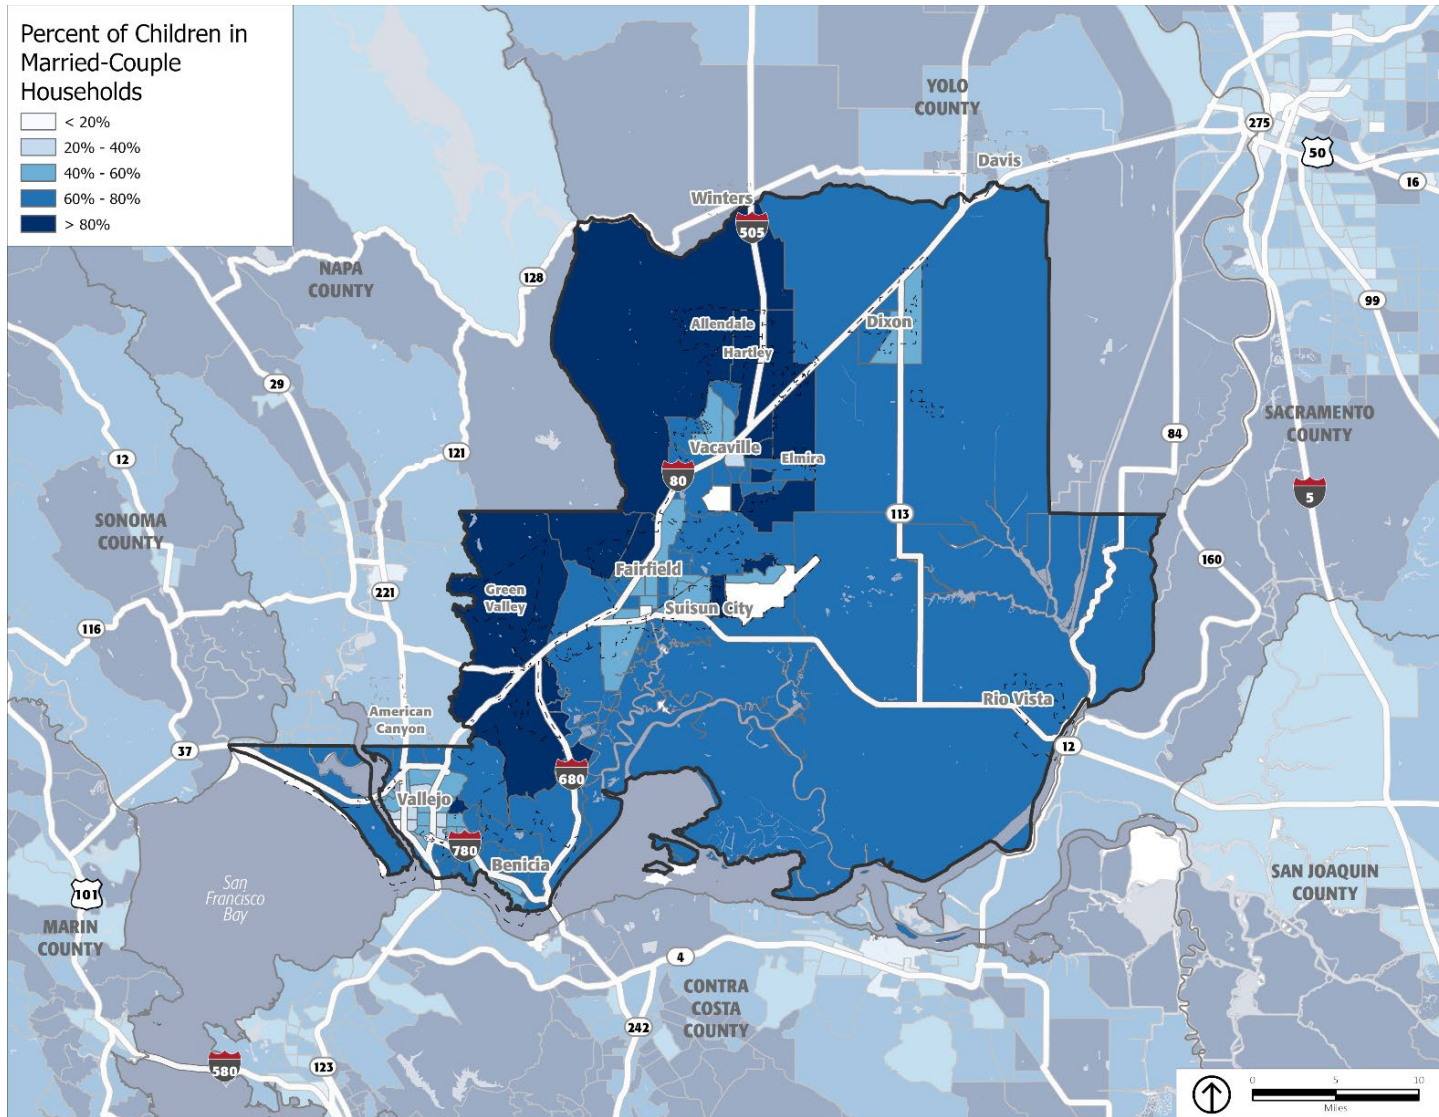 Percent of Children in
Married-Couple
Households
< 20%
20% - 40%
40% - 60%
60% - 80%
> 80%
YOLO
COUNTY
275
50
Davis
16
Winters
505
NAPA
COUNTY
128
99
Allendale
Dixon
Hartley
29
SACRAMENTO
COUNTY
84
121
12
Vacaville
Elmira
80
5
SONOMA
COUNTY
113
160
Fairfield
Green
Valley
221
Suisun City
116
Rio Vista
American
Canyon
37
12
680
Vallejo
780
Benicia
San
Francisco
Bay
101
SAN JOAQUIN
COUNTY
MARIN
COUNTY
4
CONTRA
COSTA
COUNTY
242
580
123
0 5 10
Miles